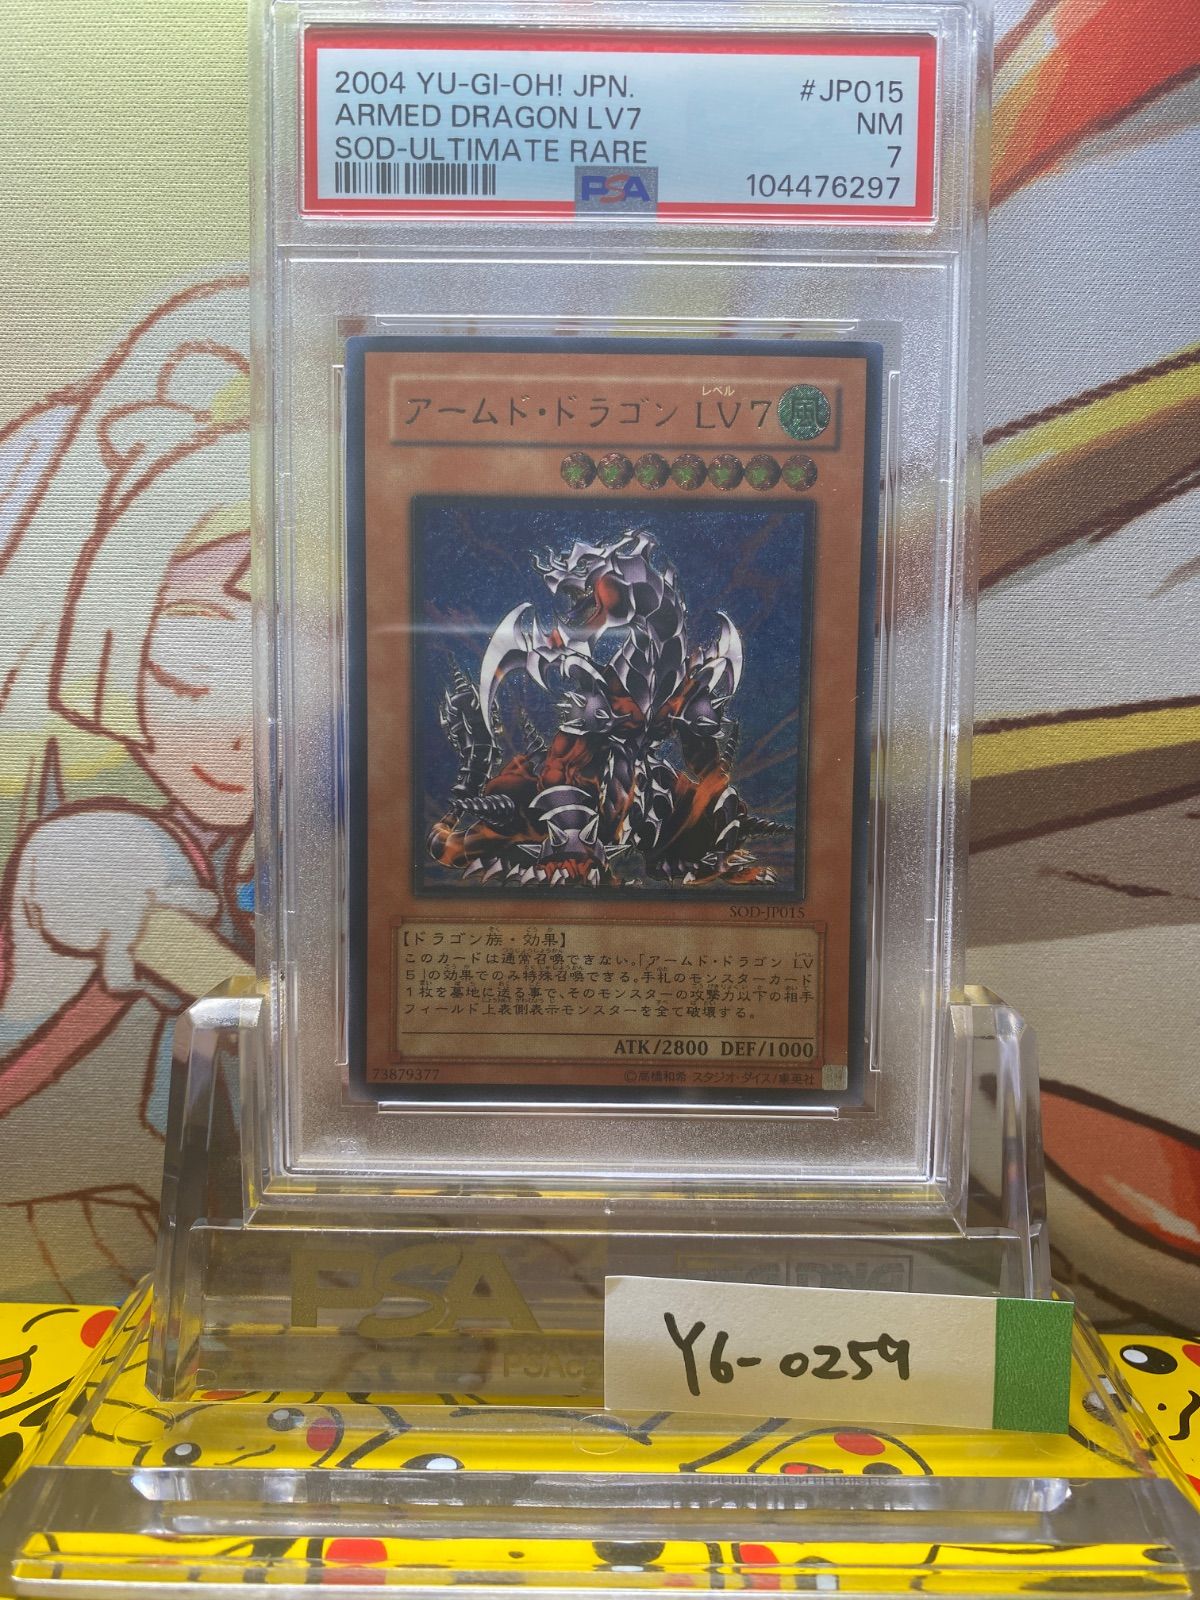 2004 YU-GI-OH! JPN. #JP015
ARMED DRAGON LV7 NM
SOD-ULTIMATE RARE 7
PSA 104476297
レベル
アームド・ドラゴン LV7 風
SOD-JP015
【ドラゴン族・効果】
このカードは通常召喚できない。「アームド・ドラゴン LV
5」の効果でのみ特殊召喚できる。手札のモンスターカード
1枚を墓地に送る事で、そのモンスターの攻撃力以下の相手
フィールド上表側表示モンスターを全て破壊する。
ATK/2800 DEF/1000
73879377 ©高橋和希 スタジオ・ダイス/集英社
PSA
Y6-0259